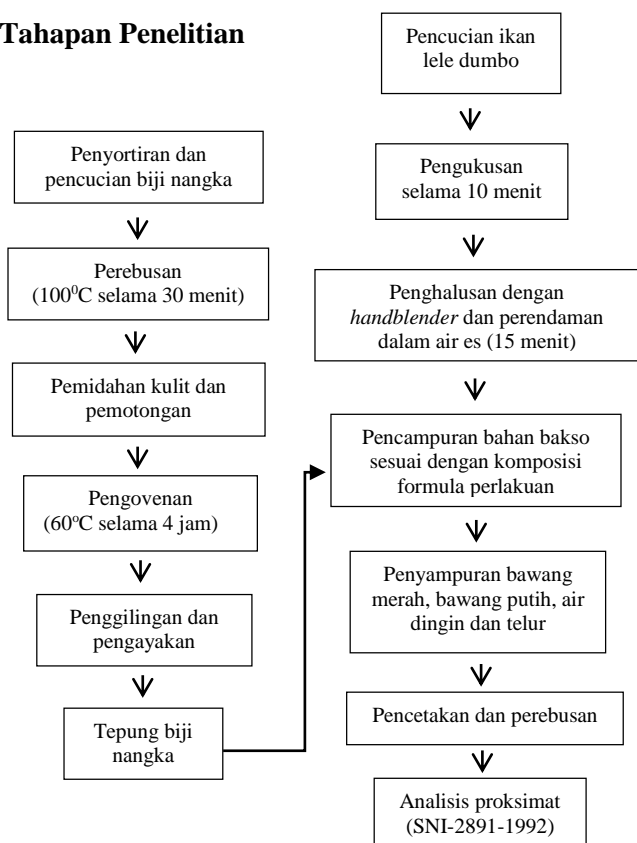 Tahapan Penelitian
Penyortiran dan
pencucian biji nangka
Perebusan
(100⁰C selama 30 menit)
Pemidahan kulit dan
pemotongan
Pengovenan
(60°C selama 4 jam)
Penggilingan dan
pengayakan
Tepung biji
nangka
Pencucian ikan
lele dumbo
Pengukusan
selama 10 menit
Penghalusan dengan
handblender dan perendaman
dalam air es (15 menit)
Pencampuran bahan bakso
sesuai dengan komposisi
formula perlakuan
Penyampuran bawang
merah, bawang putih, air
dingin dan telur
Pencetakan dan perebusan
Analisis proksimat
(SNI-2891-1992)